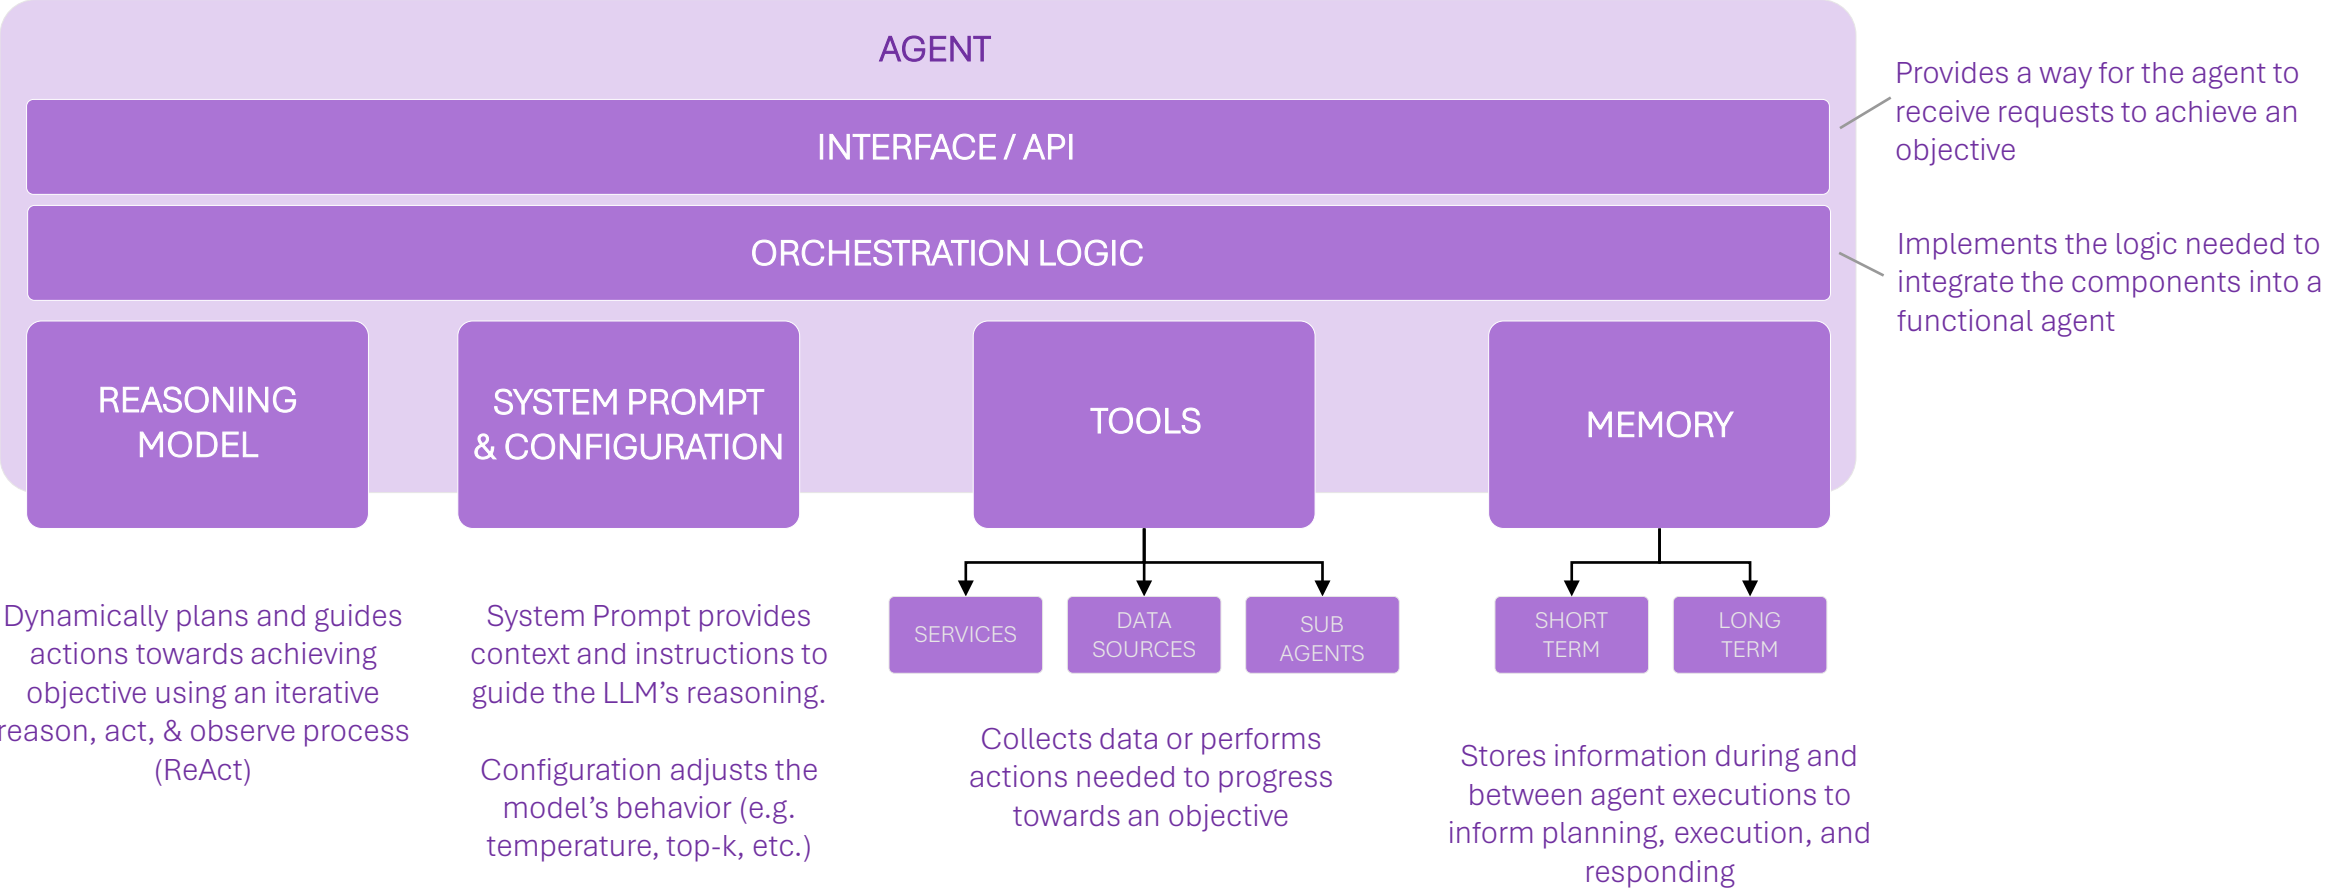 AGENT
INTERFACE / API
Provides a way for the agent to
receive requests to achieve an
objective
ORCHESTRATION LOGIC
Implements the logic needed to
integrate the components into a
functional agent
REASONING
MODEL
SYSTEM PROMPT
& CONFIGURATION
TOOLS
MEMORY
SERVICES
DATA
SOURCES
SUB
AGENTS
SHORT
TERM
LONG
TERM
Dynamically plans and guides
actions towards achieving
objective using an iterative
reason, act, & observe process
(ReAct)
System Prompt provides
context and instructions to
guide the LLM’s reasoning.
Configuration adjusts the
model’s behavior (e.g.
temperature, top-k, etc.)
Collects data or performs
actions needed to progress
towards an objective
Stores information during and
between agent executions to
inform planning, execution, and
responding